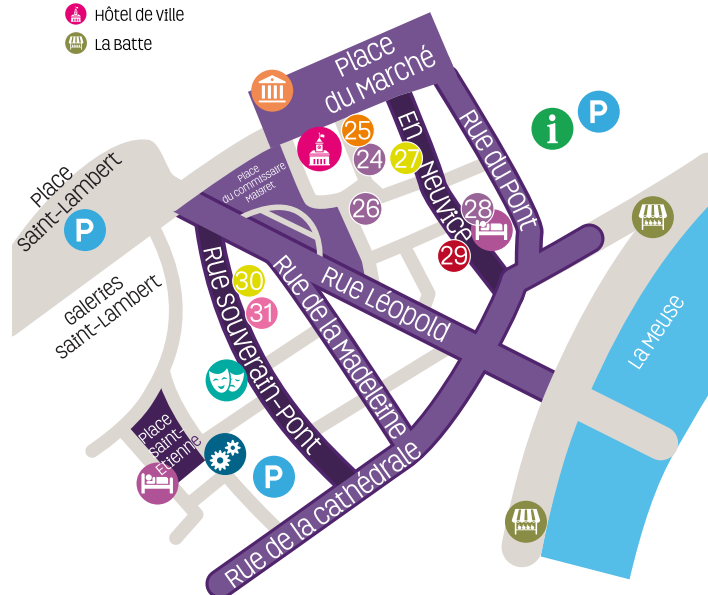 Hôtel de Ville
La Batte
Place
du Marché
25
24
27
26
28
29
En Neuvice
Rue du Pont
i
P
Place
du commissaire
Maigret
Place
Saint-Lambert
P
Galeries
Saint-Lambert
30
31
Rue Souverain-Pont
Rue de la Madeleine
Rue Léopold
La Meuse
Place
Saint-
Etienne
P
Rue de la Cathédrale